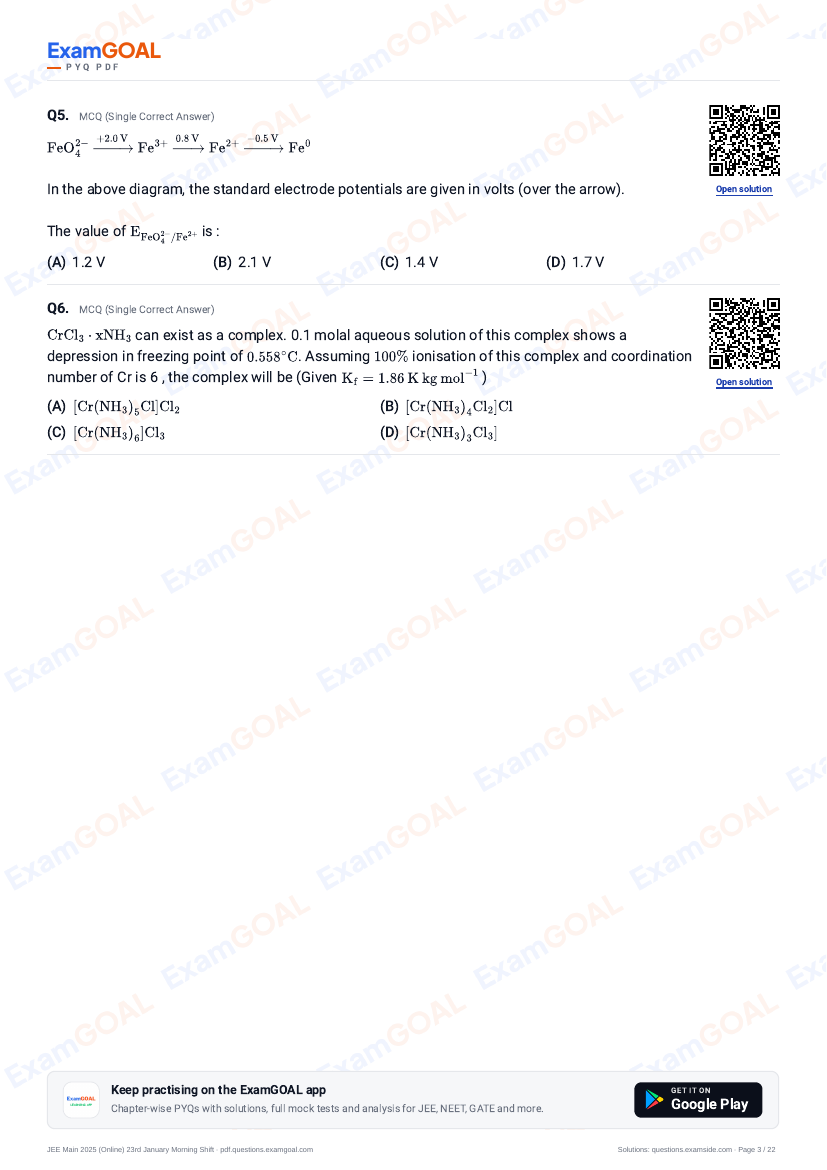 ExamGOAL
PYQ PDF
Q5. MCQ (Single Correct Answer)
FeO₄²⁻ —+2.0 V→ Fe³⁺ —0.8 V→ Fe²⁺ —−0.5 V→ Fe⁰
Open solution
In the above diagram, the standard electrode potentials are given in volts (over the arrow).
The value of E_FeO₄²⁻/Fe²⁺ is :
(A) 1.2 V (B) 2.1 V (C) 1.4 V (D) 1.7 V
Q6. MCQ (Single Correct Answer)
CrCl₃ · xNH₃ can exist as a complex. 0.1 molal aqueous solution of this complex shows a
depression in freezing point of 0.558°C. Assuming 100% ionisation of this complex and coordination
number of Cr is 6 , the complex will be (Given K_f = 1.86 K kg mol⁻¹ )
Open solution
(A) [Cr(NH₃)₅Cl]Cl₂ (B) [Cr(NH₃)₄Cl₂]Cl
(C) [Cr(NH₃)₆]Cl₃ (D) [Cr(NH₃)₃Cl₃]
ExamGOAL
Keep practising on the ExamGOAL app
Chapter-wise PYQs with solutions, full mock tests and analysis for JEE, NEET, GATE and more.
GET IT ON
Google Play
JEE Main 2025 (Online) 23rd January Morning Shift · pdf.questions.examgoal.com Solutions: questions.examside.com · Page 3 / 22